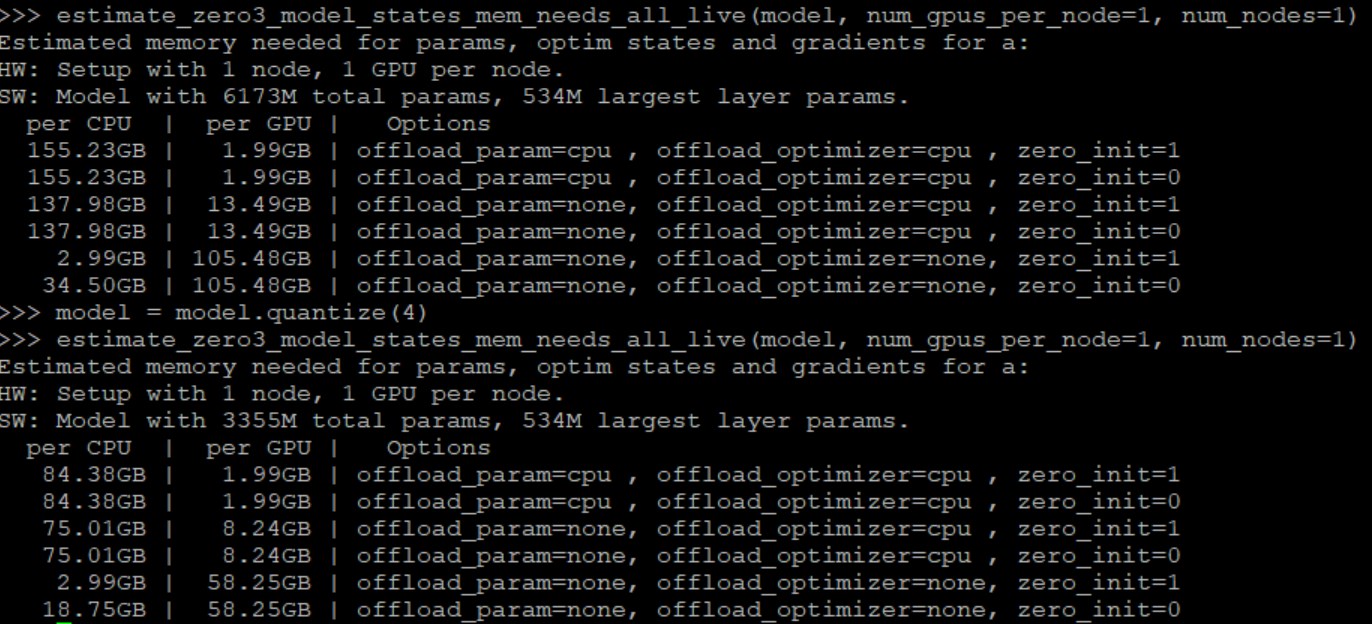 >>> estimate_zero3_model_states_mem_needs_all_live(model, num_gpus_per_node=1, num_nodes=1)
Estimated memory needed for params, optim states and gradients for a:
HW: Setup with 1 node, 1 GPU per node.
SW: Model with 6173M total params, 534M largest layer params.
  per CPU  |  per GPU |   Options
  155.23GB |   1.99GB | offload_param=cpu , offload_optimizer=cpu , zero_init=1
  155.23GB |   1.99GB | offload_param=cpu , offload_optimizer=cpu , zero_init=0
  137.98GB |  13.49GB | offload_param=none, offload_optimizer=cpu , zero_init=1
  137.98GB |  13.49GB | offload_param=none, offload_optimizer=cpu , zero_init=0
    2.99GB | 105.48GB | offload_param=none, offload_optimizer=none, zero_init=1
   34.50GB | 105.48GB | offload_param=none, offload_optimizer=none, zero_init=0
>>> model = model.quantize(4)
>>> estimate_zero3_model_states_mem_needs_all_live(model, num_gpus_per_node=1, num_nodes=1)
Estimated memory needed for params, optim states and gradients for a:
HW: Setup with 1 node, 1 GPU per node.
SW: Model with 3355M total params, 534M largest layer params.
  per CPU  |  per GPU |   Options
   84.38GB |   1.99GB | offload_param=cpu , offload_optimizer=cpu , zero_init=1
   84.38GB |   1.99GB | offload_param=cpu , offload_optimizer=cpu , zero_init=0
   75.01GB |   8.24GB | offload_param=none, offload_optimizer=cpu , zero_init=1
   75.01GB |   8.24GB | offload_param=none, offload_optimizer=cpu , zero_init=0
    2.99GB |  58.25GB | offload_param=none, offload_optimizer=none, zero_init=1
   18.75GB |  58.25GB | offload_param=none, offload_optimizer=none, zero_init=0